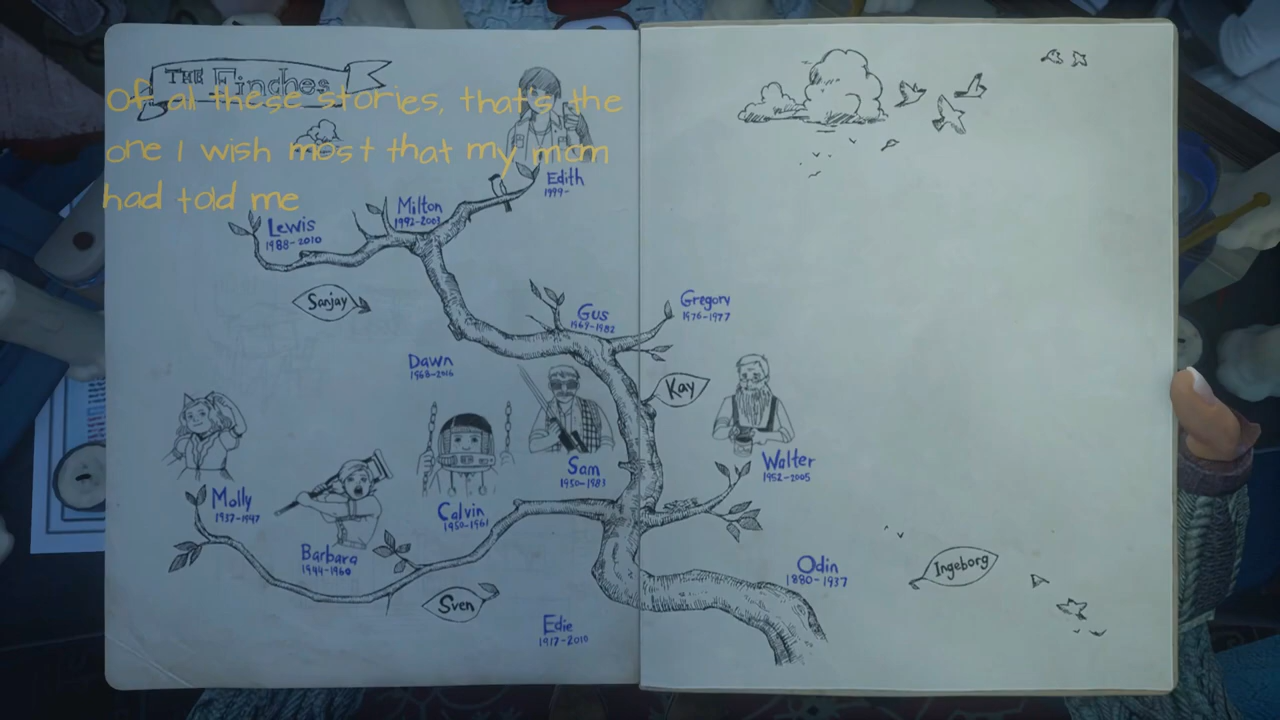 THE Finches
Of all these stories, that's the
one I wish most that my mom
had told me
Edith
1999-
Milton
1992-2003
Lewis
1988-2010
Sanjay
Gus
1969-1982
Gregory
1976-1977
Dawn
1968-2016
Kay
Sam
1950-1983
Walter
1952-2005
Molly
1937-1947
Calvin
1950-1961
Barbara
1944-1960
Odin
1880-1937
Ingeborg
Sven
Edie
1917-2010